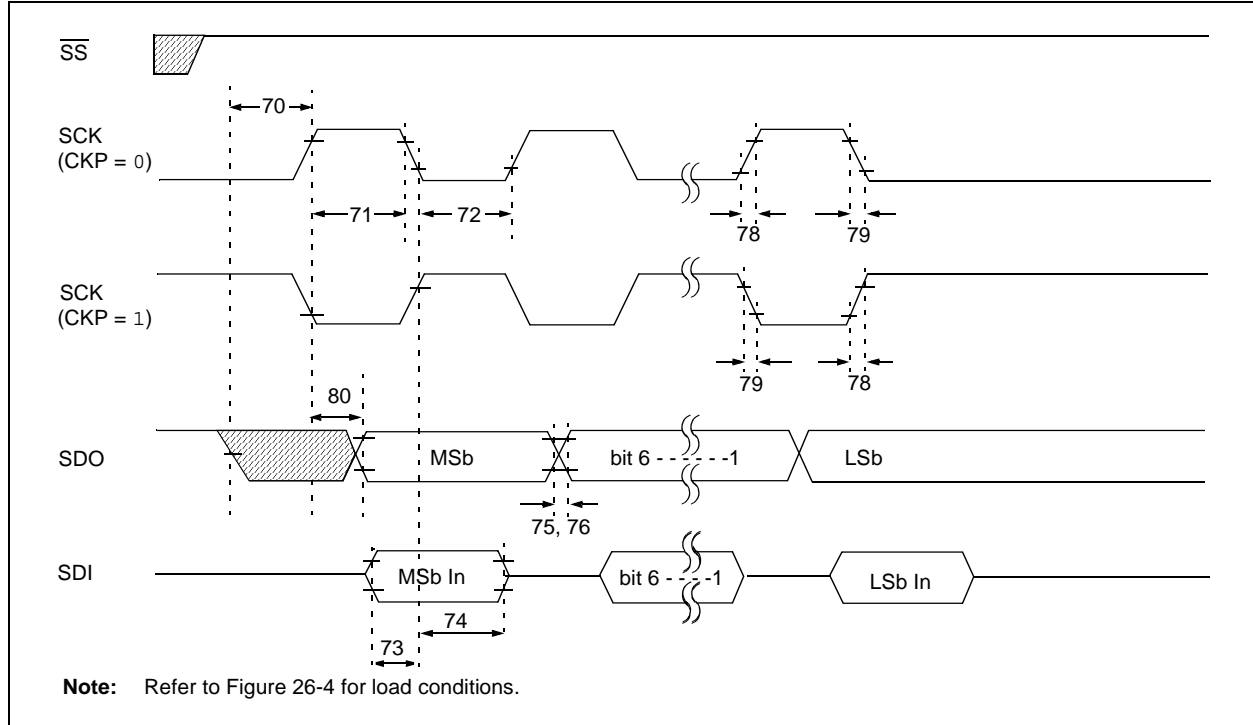 SS
70
SCK
(CKP = 0)
71
72
78
79
SCK
(CKP = 1)
79
78
80
SDO
MSb
bit 6 - - - - - -1
LSb
75, 76
SDI
MSb In
bit 6 - - - -1
LSb In
74
73
Note: Refer to Figure 26-4 for load conditions.